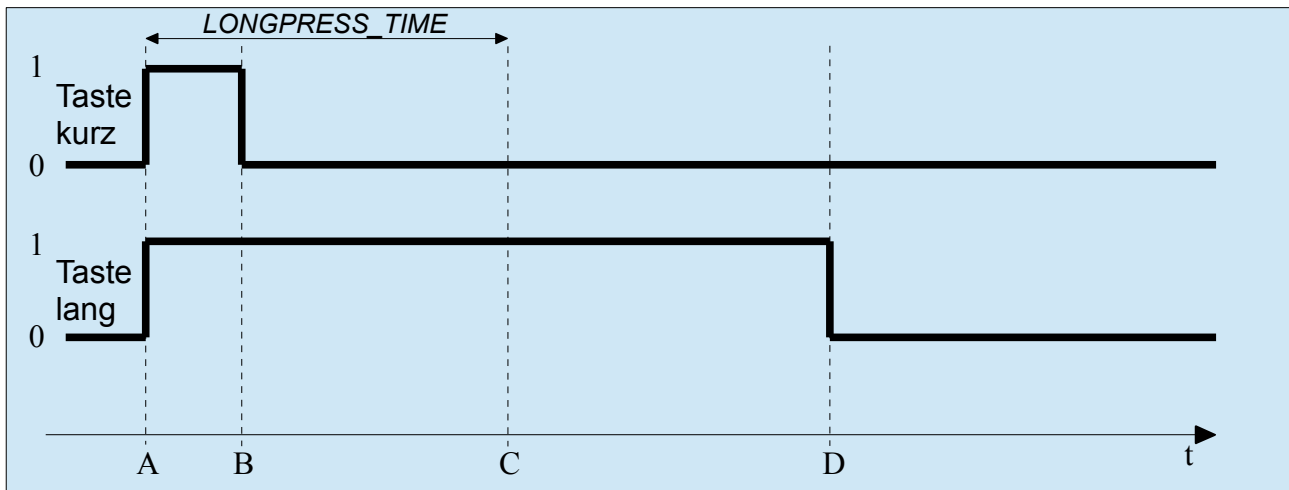 LONGPRESS_TIME
1
Taste
kurz
0
1
Taste
lang
0
A B C D t